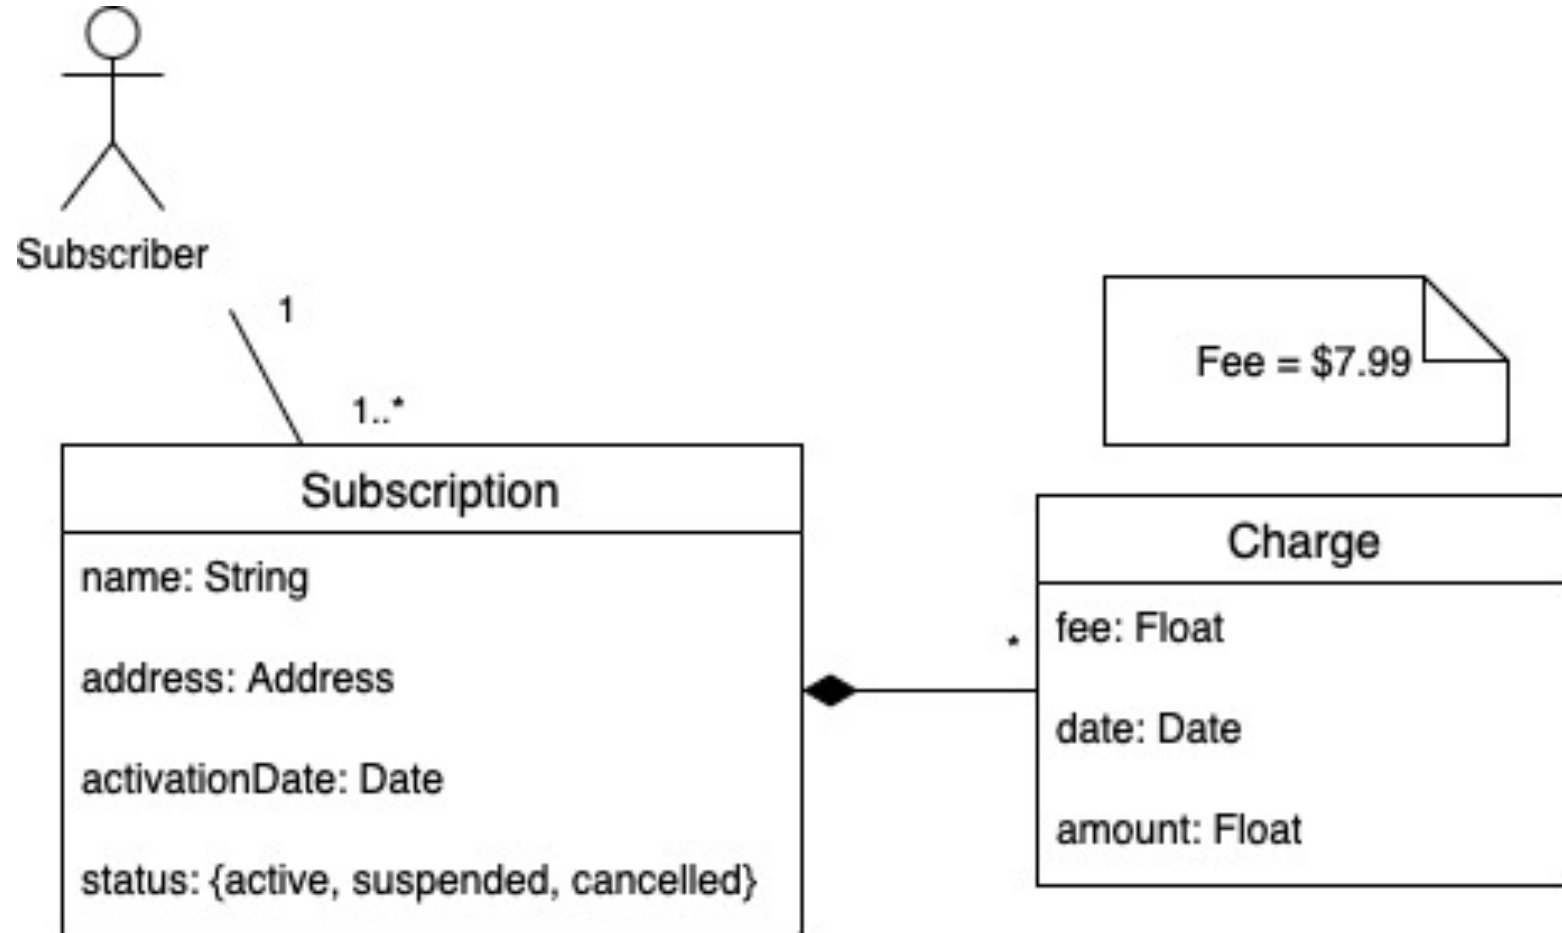 Subscriber
1
1..*
Fee = $7.99
Subscription
name: String
address: Address
activationDate: Date
status: {active, suspended, cancelled}
*
Charge
fee: Float
date: Date
amount: Float